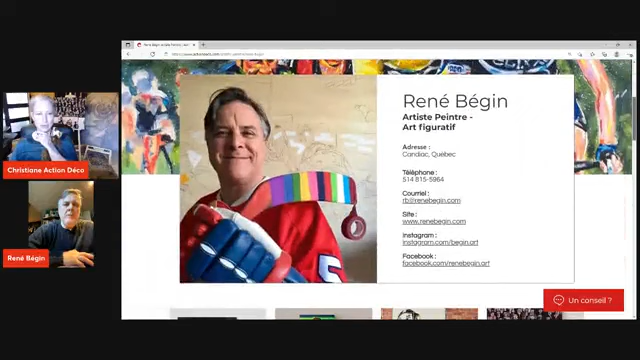 René Bégin
Artiste Peintre -
Art figuratif
Adresse :
Candiac, Québec
Téléphone :
514 815-5964
Courriel :
rb@renebegin.com
Site :
www.renebegin.com
Instagram :
instagram.com/begin.art
Facebook :
facebook.com/renebegin.art
Christiane Action Déco
René Bégin
Un conseil ?